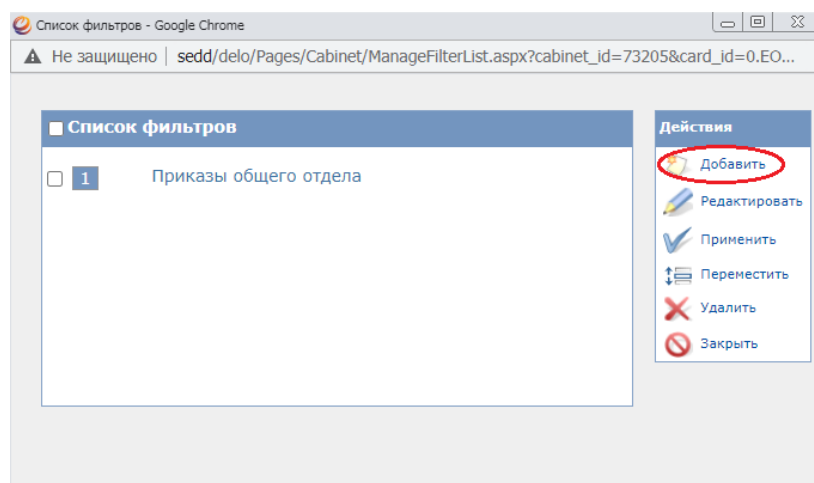 Список фильтров - Google Chrome
Не защищено | sedd/delo/Pages/Cabinet/ManageFilterList.aspx?cabinet_id=73205&card_id=0.EO...
Список фильтров
1 Приказы общего отдела
Действия
Добавить
Редактировать
Применить
Переместить
Удалить
Закрыть